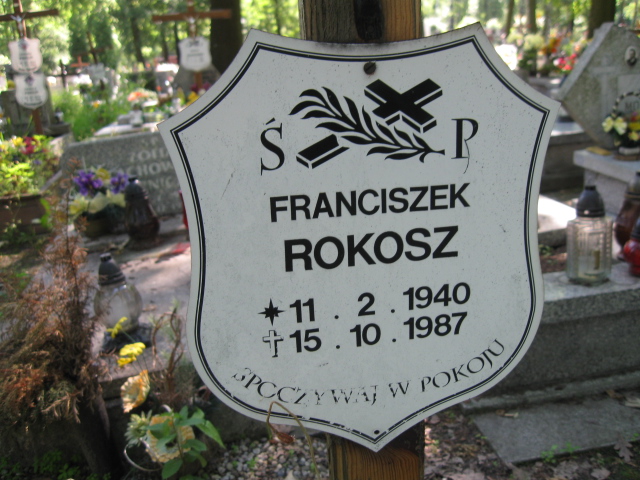 Ś P
FRANCISZEK
ROKOSZ
11 . 2 . 1940
15 . 10 . 1987
SPOCZYWAJ W POKOJU